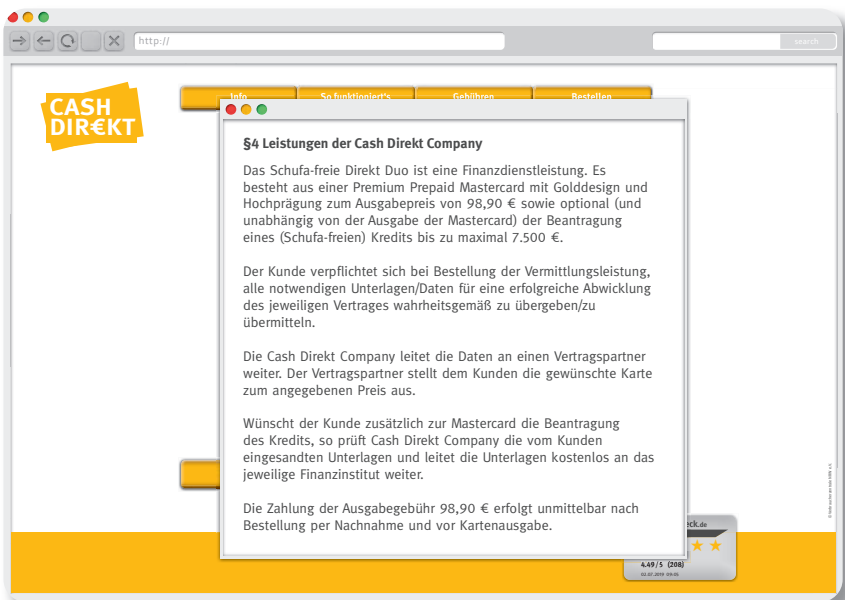 http://
search
CASH
DIR€KT
Info
So funktioniert's
Gebühren
Bestellen
§4 Leistungen der Cash Direkt Company
Das Schufa-freie Direkt Duo ist eine Finanzdienstleistung. Es
besteht aus einer Premium Prepaid Mastercard mit Golddesign und
Hochprägung zum Ausgabepreis von 98,90 € sowie optional (und
unabhängig von der Ausgabe der Mastercard) der Beantragung
eines (Schufa-freien) Kredits bis zu maximal 7.500 €.
Der Kunde verpflichtet sich bei Bestellung der Vermittlungsleistung,
alle notwendigen Unterlagen/Daten für eine erfolgreiche Abwicklung
des jeweiligen Vertrages wahrheitsgemäß zu übergeben/zu
übermitteln.
Die Cash Direkt Company leitet die Daten an einen Vertragspartner
weiter. Der Vertragspartner stellt dem Kunden die gewünschte Karte
zum angegebenen Preis aus.
Wünscht der Kunde zusätzlich zur Mastercard die Beantragung
des Kredits, so prüft Cash Direkt Company die vom Kunden
eingesandten Unterlagen und leitet die Unterlagen kostenlos an das
jeweilige Finanzinstitut weiter.
Die Zahlung der Ausgabegebühr 98,90 € erfolgt unmittelbar nach
Bestellung per Nachnahme und vor Kartenausgabe.
eck.de
4.49 / 5 (208)
02.07.2019